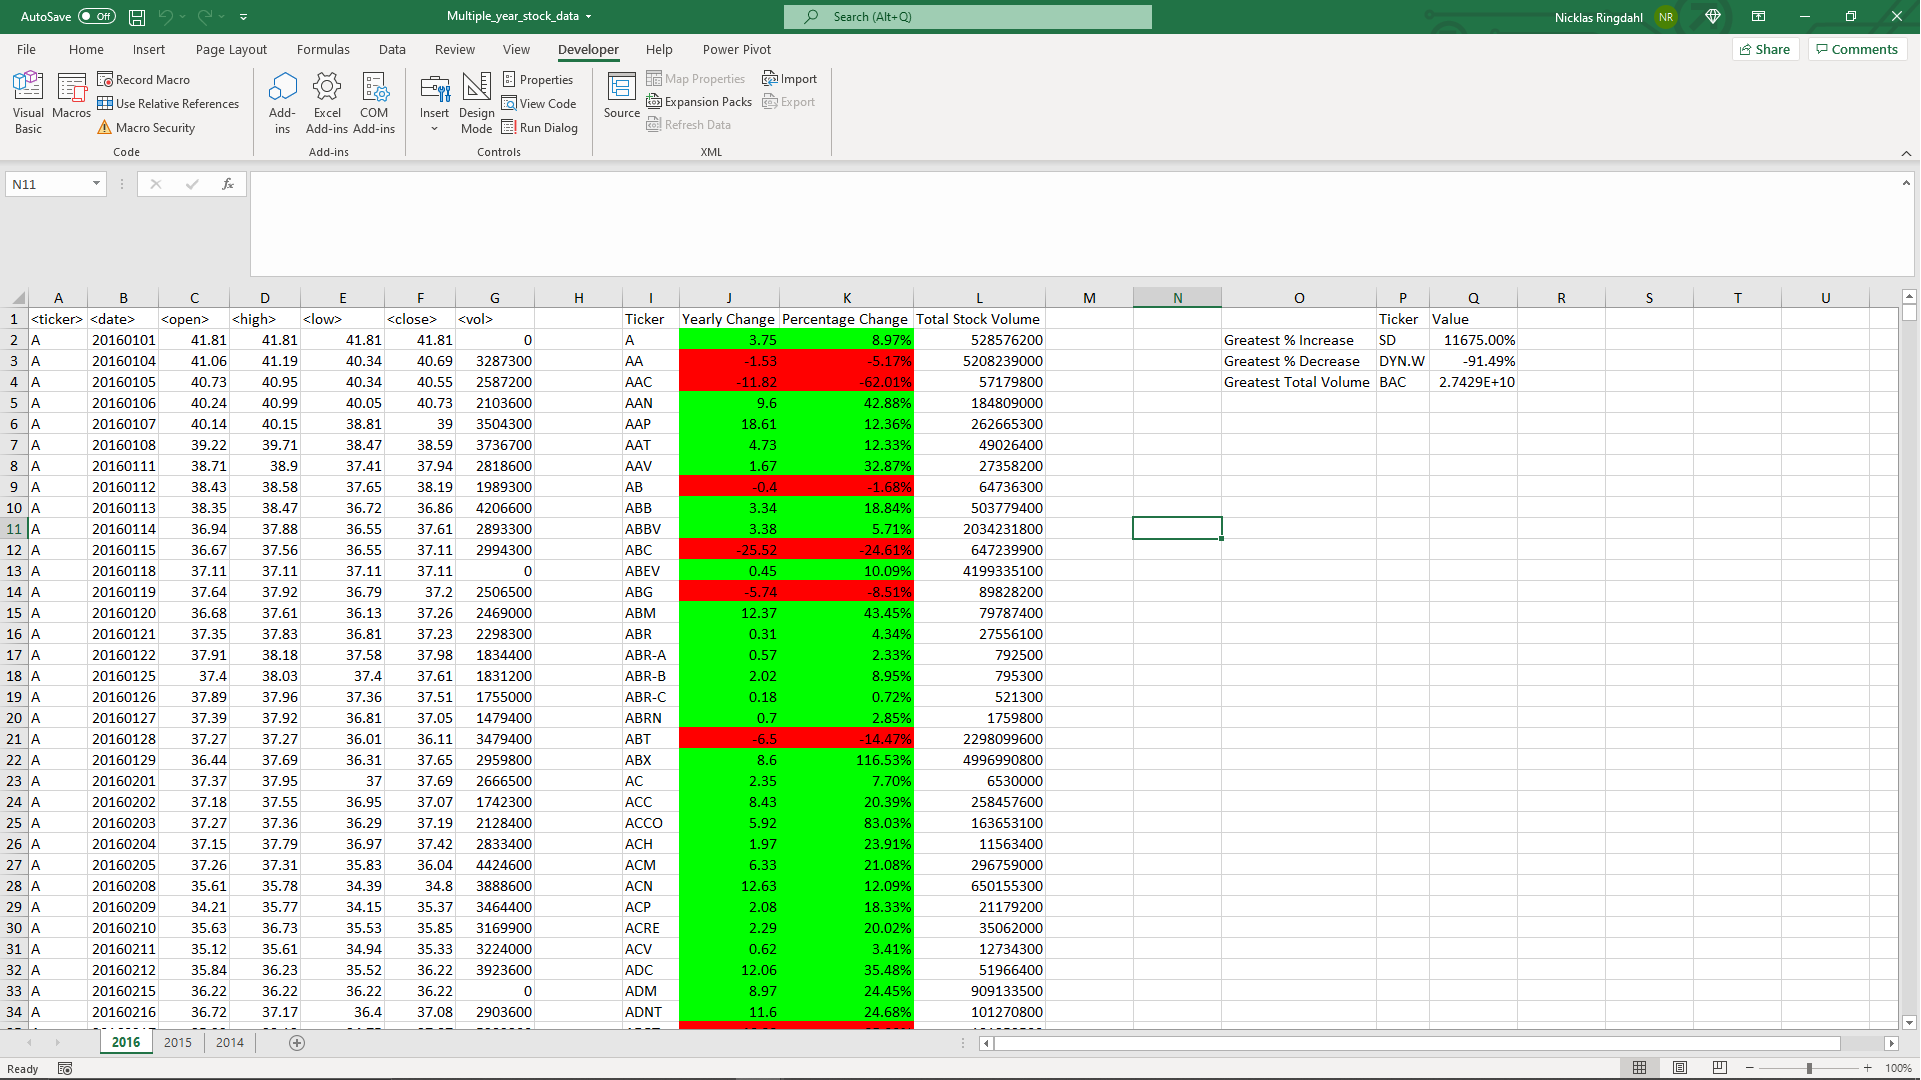 AutoSave Off Multiple_year_stock_data Search (Alt+Q) Nicklas Ringdahl NR
File Home Insert Page Layout Formulas Data Review View Developer Help Power Pivot Share Comments
Visual Basic
Macros
Record Macro
Use Relative References
Macro Security
Code
Add-ins
Excel Add-ins
COM Add-ins
Add-ins
Insert
Design Mode
Properties
View Code
Run Dialog
Controls
Source
Map Properties
Expansion Packs
Refresh Data
Import
Export
XML
N11 fx
A B C D E F G H I J K L M N O P Q R S T U
1 <ticker> <date> <open> <high> <low> <close> <vol> Ticker Yearly Change Percentage Change Total Stock Volume Ticker Value
2 A 20160101 41.81 41.81 41.81 41.81 0 A 3.75 8.97% 528576200 Greatest % Increase SD 11675.00%
3 A 20160104 41.06 41.19 40.34 40.69 3287300 AA -1.53 -5.17% 5208239000 Greatest % Decrease DYN.W -91.49%
4 A 20160105 40.73 40.95 40.34 40.55 2587200 AAC -11.82 -62.01% 57179800 Greatest Total Volume BAC 2.7429E+10
5 A 20160106 40.24 40.99 40.05 40.73 2103600 AAN 9.6 42.88% 184809000
6 A 20160107 40.14 40.15 38.81 39 3504300 AAP 18.61 12.36% 262665300
7 A 20160108 39.22 39.71 38.47 38.59 3736700 AAT 4.73 12.33% 49026400
8 A 20160111 38.71 38.9 37.41 37.94 2818600 AAV 1.67 32.87% 27358200
9 A 20160112 38.43 38.58 37.65 38.19 1989300 AB -0.4 -1.68% 64736300
10 A 20160113 38.35 38.47 36.72 36.86 4206600 ABB 3.34 18.84% 503779400
11 A 20160114 36.94 37.88 36.55 37.61 2893300 ABBV 3.38 5.71% 2034231800
12 A 20160115 36.67 37.56 36.55 37.11 2994300 ABC -25.52 -24.61% 647239900
13 A 20160118 37.11 37.11 37.11 37.11 0 ABEV 0.45 10.09% 4199335100
14 A 20160119 37.64 37.92 36.79 37.2 2506500 ABG -5.74 -8.51% 89828200
15 A 20160120 36.68 37.61 36.13 37.26 2469000 ABM 12.37 43.45% 79787400
16 A 20160121 37.35 37.83 36.81 37.23 2298300 ABR 0.31 4.34% 27556100
17 A 20160122 37.91 38.18 37.58 37.98 1834400 ABR-A 0.57 2.33% 792500
18 A 20160125 37.4 38.03 37.4 37.61 1831200 ABR-B 2.02 8.95% 795300
19 A 20160126 37.89 37.96 37.36 37.51 1755000 ABR-C 0.18 0.72% 521300
20 A 20160127 37.39 37.92 36.81 37.05 1479400 ABRN 0.7 2.85% 1759800
21 A 20160128 37.27 37.27 36.01 36.11 3479400 ABT -6.5 -14.47% 2298099600
22 A 20160129 36.44 37.69 36.31 37.65 2959800 ABX 8.6 116.53% 4996990800
23 A 20160201 37.37 37.95 37 37.69 2666500 AC 2.35 7.70% 6530000
24 A 20160202 37.18 37.55 36.95 37.07 1742300 ACC 8.43 20.39% 258457600
25 A 20160203 37.27 37.36 36.29 37.19 2128400 ACCO 5.92 83.03% 163653100
26 A 20160204 37.15 37.79 36.97 37.42 2833400 ACH 1.97 23.91% 11563400
27 A 20160205 37.26 37.31 35.83 36.04 4424600 ACM 6.33 21.08% 296759000
28 A 20160208 35.61 35.78 34.39 34.8 3888600 ACN 12.63 12.09% 650155300
29 A 20160209 34.21 35.77 34.15 35.37 3464400 ACP 2.08 18.33% 21179200
30 A 20160210 35.63 36.73 35.53 35.85 3169900 ACRE 2.29 20.02% 35062000
31 A 20160211 35.12 35.61 34.94 35.33 3224000 ACV 0.62 3.41% 12734300
32 A 20160212 35.84 36.23 35.52 36.22 3923600 ADC 12.06 35.48% 51966400
33 A 20160215 36.22 36.22 36.22 36.22 0 ADM 8.97 24.45% 909133500
34 A 20160216 36.72 37.17 36.4 37.08 2903600 ADNT 11.6 24.68% 101270800
2016 2015 2014
Ready 100%